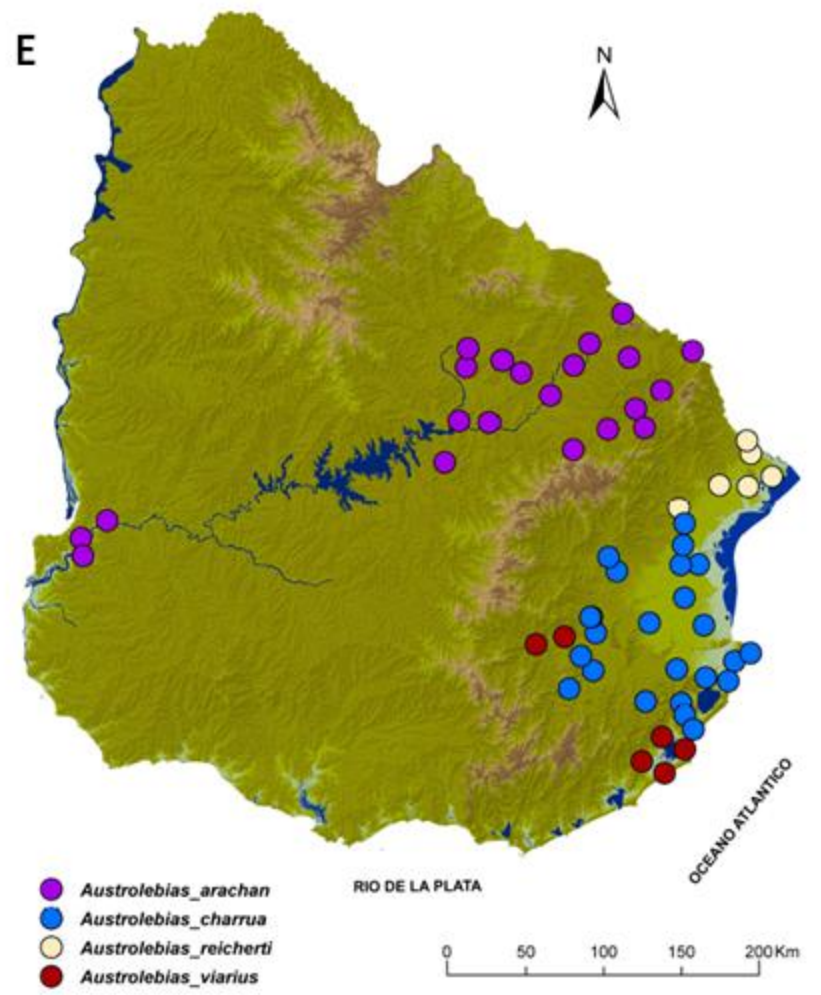 E
N
OCEANO ATLANTICO
RIO DE LA PLATA
Austrolebias_arachan
Austrolebias_charrua
Austrolebias_reicherti
Austrolebias_viarius
0 50 100 150 200 Km